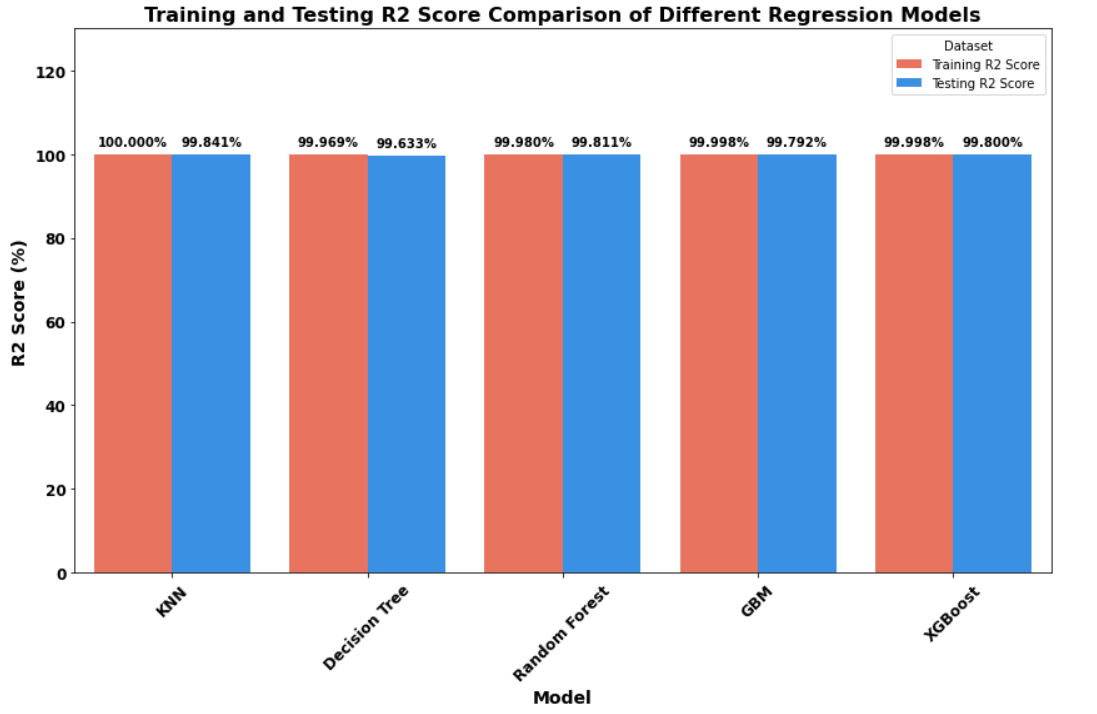 Training and Testing R2 Score Comparison of Different Regression Models
Dataset
Training R2 Score
Testing R2 Score
120
100
80
60
40
20
0
R2 Score (%)
100.000% 99.841% 99.969% 99.633% 99.980% 99.811% 99.998% 99.792% 99.998% 99.800%
KNN
Decision Tree
Random Forest
GBM
XGBoost
Model